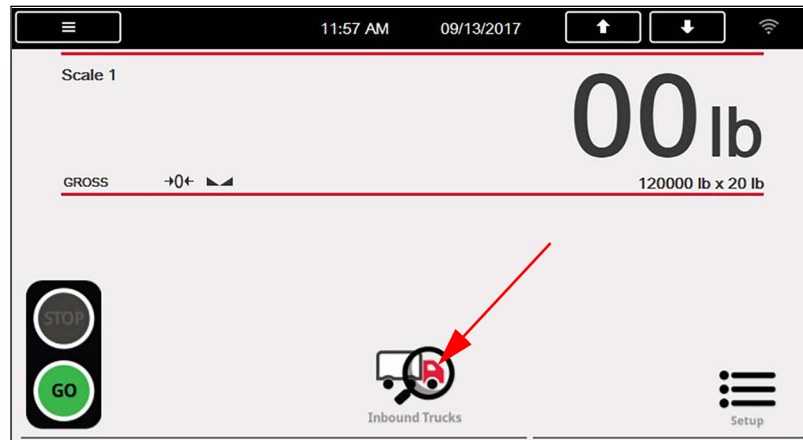 11:57 AM 09/13/2017
Scale 1
00 lb
GROSS →0← 120000 lb x 20 lb
STOP
GO
Inbound Trucks
Setup